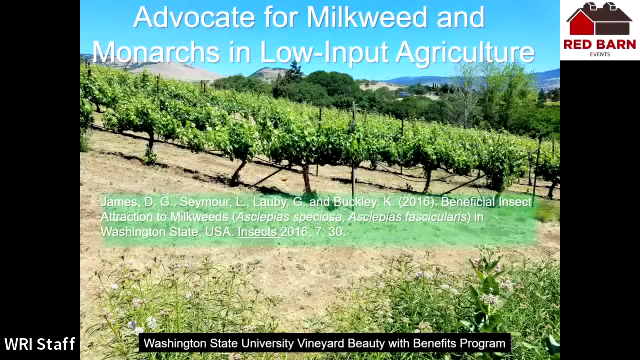 Advocate for Milkweed and
Monarchs in Low-Input Agriculture
RED BARN
EVENTS
James, D. G., Seymour, L., Lauby, G. and Buckley, K. (2016). Beneficial Insect
Attraction to Milkweeds (Asclepias speciosa, Asclepias fascicularis) in
Washington State, USA. Insects 2016, 7, 30.
WRI Staff
Washington State University Vineyard Beauty with Benefits Program